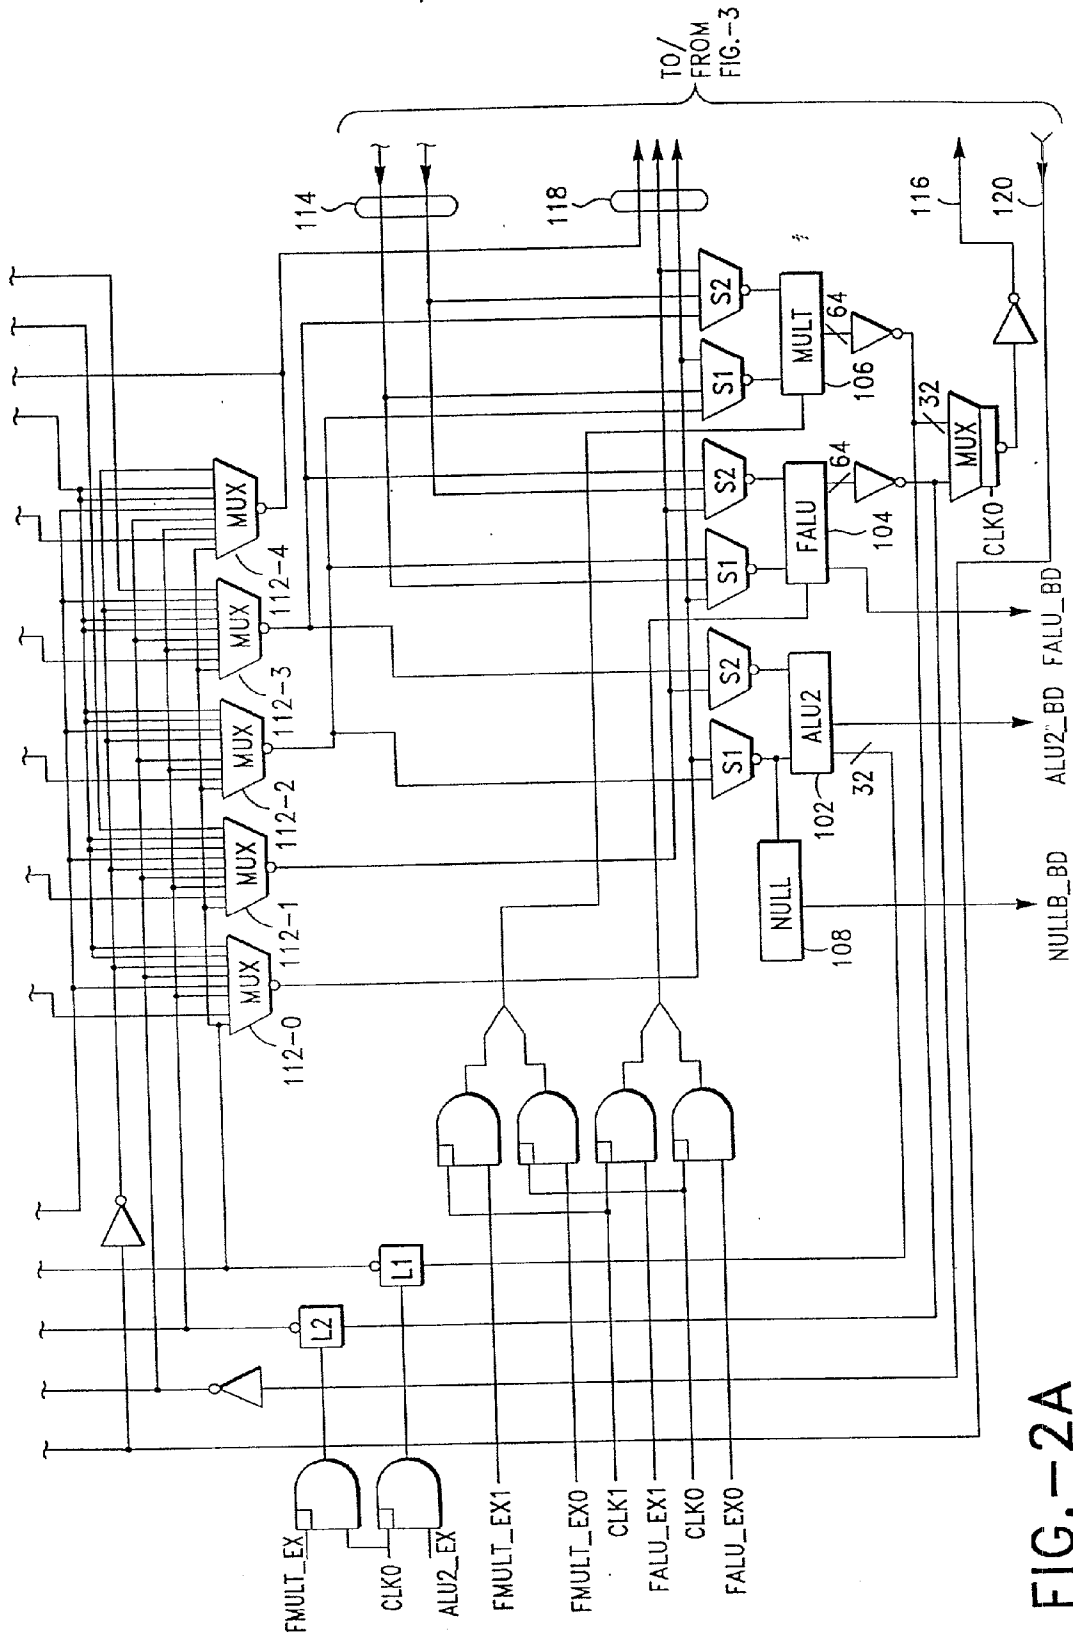 TO/
FROM
FIG.-3
114
118
116
120
MUX
112-4
MUX
112-3
MUX
112-2
MUX
112-1
MUX
112-0
S2
S1
S2
S1
S2
S1
MULT
106
64
FALU
104
64
ALU2
102
32
NULL
108
32
MUX
CLK0
L1
L2
FMULT_EX
CLK0
ALU2_EX
FMULT_EX1
FMULT_EX0
CLK1
FALU_EX1
CLK0
FALU_EX0
NULLB_BD
ALU2_BD
FALU_BD
FIG.-2A